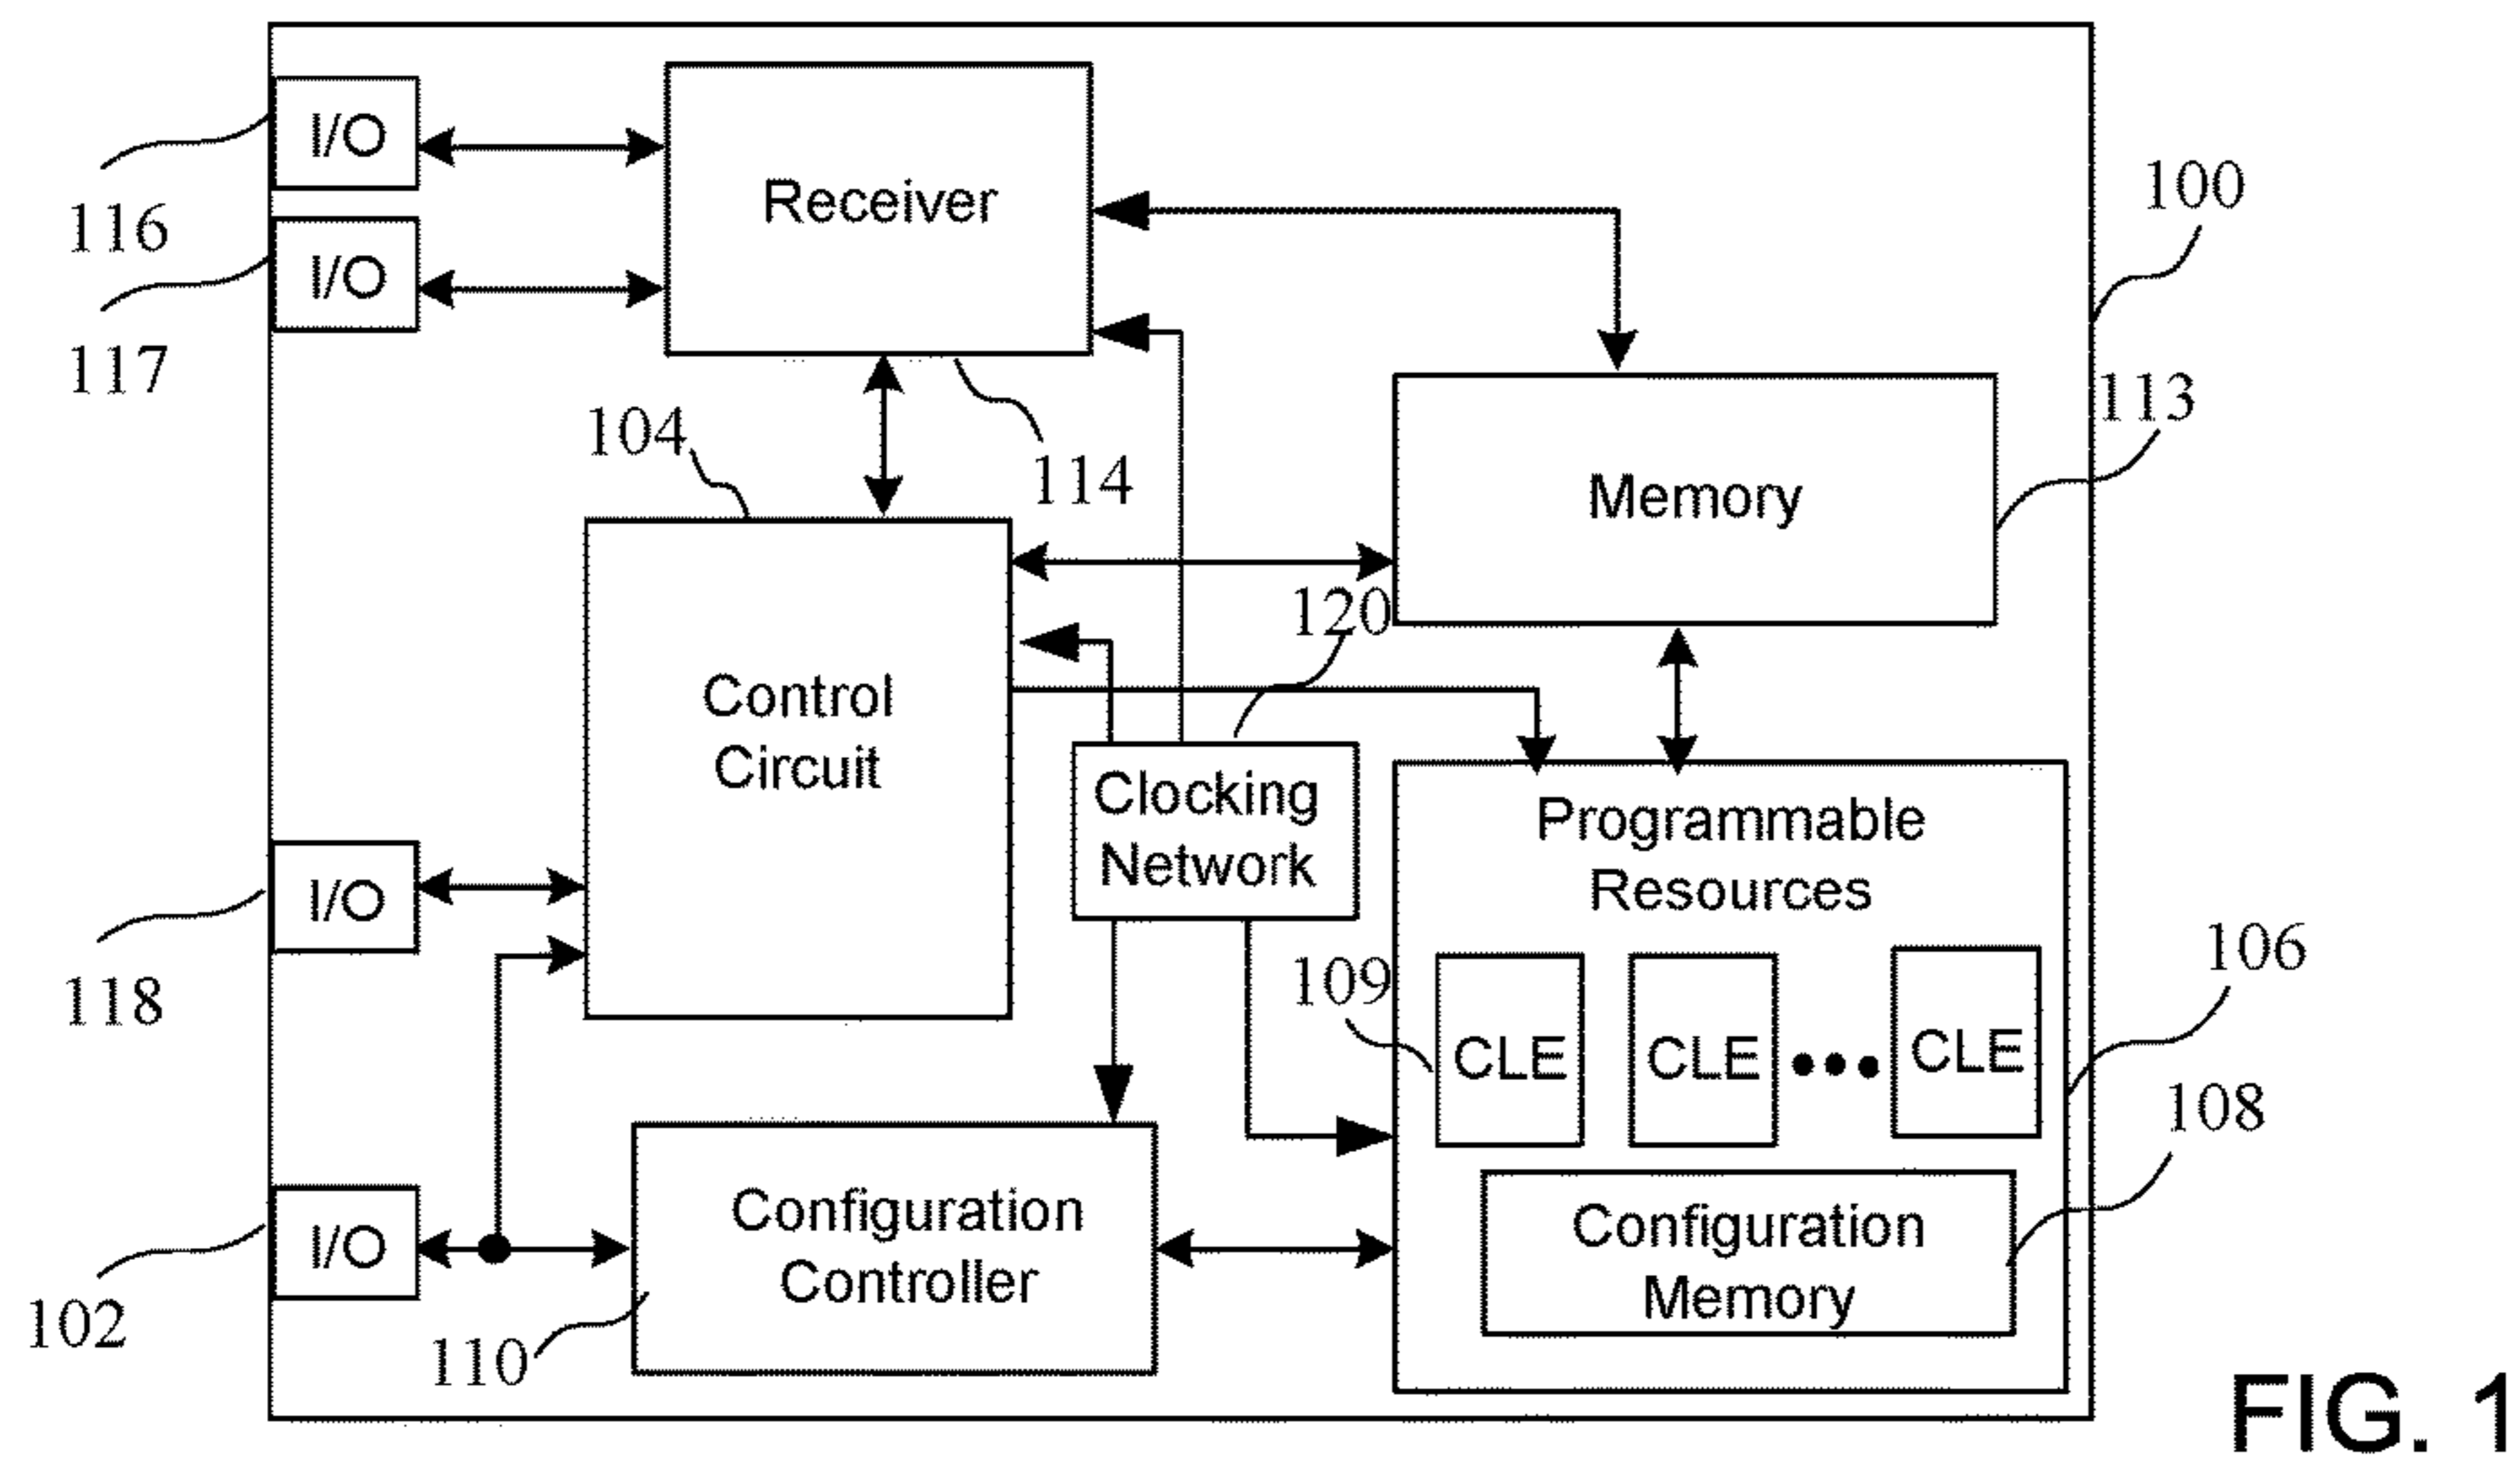 I/O
Receiver
116
100
I/O
117
113
104
114
Memory
120
Control
Circuit
Clocking
Network
Programmable
Resources
I/O
118
109
106
CLE
CLE
CLE
108
I/O
Configuration
Controller
Configuration
Memory
102
110
FIG. 1